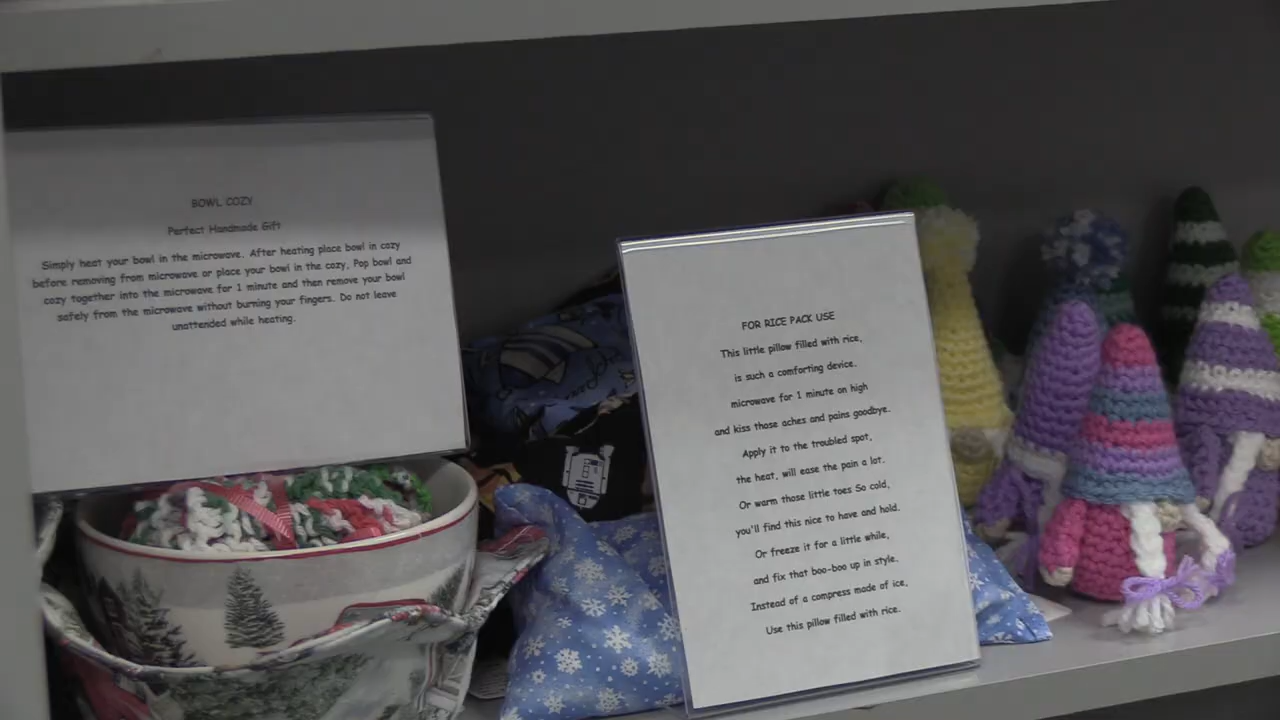 BOWL COZY
Perfect Handmade Gift
Simply heat your bowl in the microwave. After heating place bowl in cozy
before removing from microwave or place your bowl in the cozy, Pop bowl and
cozy together into the microwave for 1 minute and then remove your bowl
safely from the microwave without burning your fingers. Do not leave
unattended while heating.
FOR RICE PACK USE
This little pillow filled with rice,
is such a comforting device.
microwave for 1 minute on high
and kiss those aches and pains goodbye.
Apply it to the troubled spot,
the heat, will ease the pain a lot.
Or warm those little toes So cold,
you'll find this nice to have and hold.
Or freeze it for a little while,
and fix that boo-boo up in style.
Instead of a compress made of ice,
Use this pillow filled with rice.